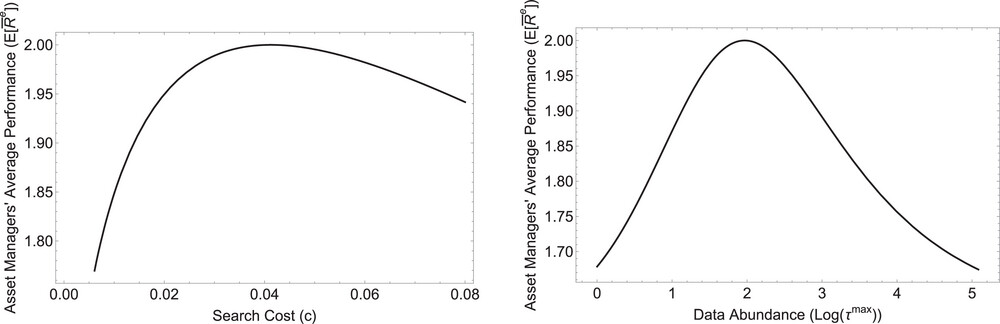 Asset Managers' Average Performance (E[R̅ᵉ])
2.00
1.95
1.90
1.85
1.80
0.00 0.02 0.04 0.06 0.08
Search Cost (c)
Asset Managers' Average Performance (E[R̅ᵉ])
2.00
1.95
1.90
1.85
1.80
1.75
1.70
0 1 2 3 4 5
Data Abundance (Log(τᵐᵃˣ))